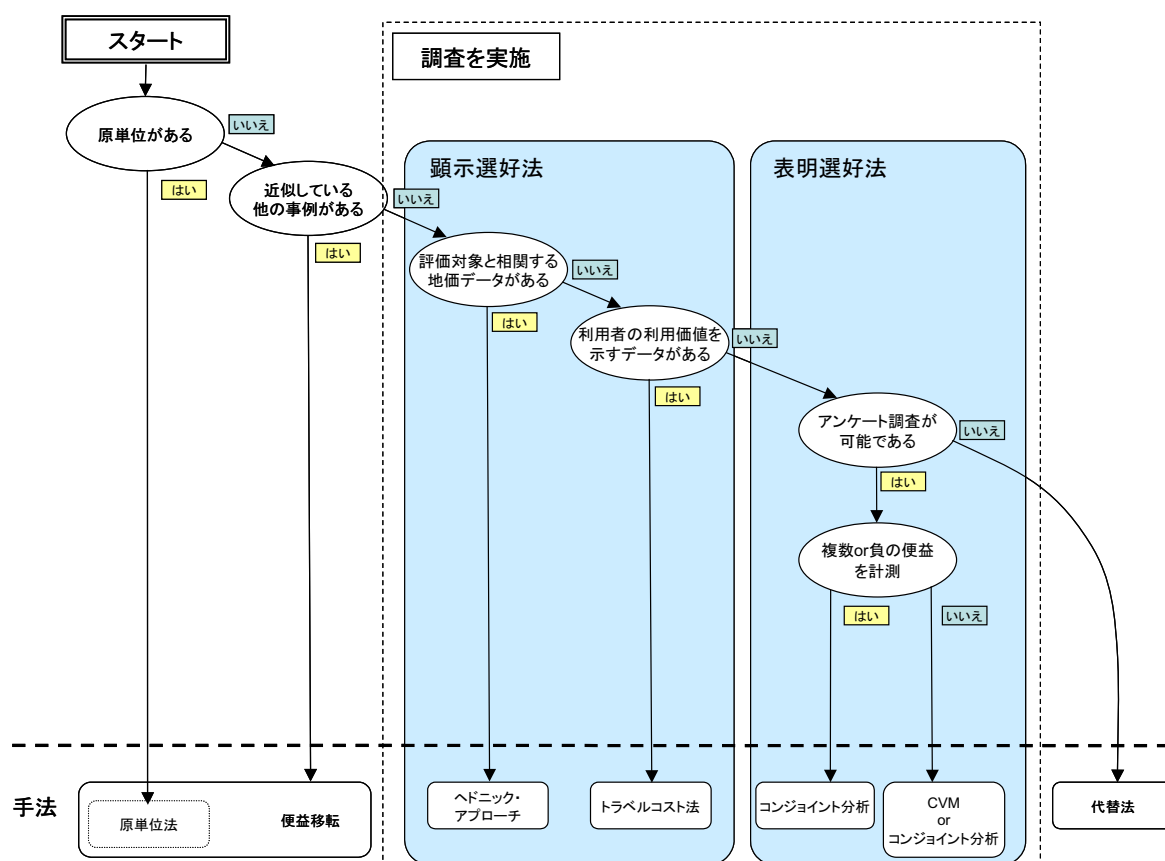 スタート
調査を実施
原単位がある
いいえ
はい
近似している
他の事例がある
いいえ
はい
顕示選好法
評価対象と相関する
地価データがある
いいえ
はい
利用者の利用価値を
示すデータがある
いいえ
はい
表明選好法
アンケート調査が
可能である
いいえ
はい
複数or負の便益
を計測
はい
いいえ
手法
原単位法
便益移転
ヘドニック・
アプローチ
トラベルコスト法
コンジョイント分析
CVM
or
コンジョイント分析
代替法